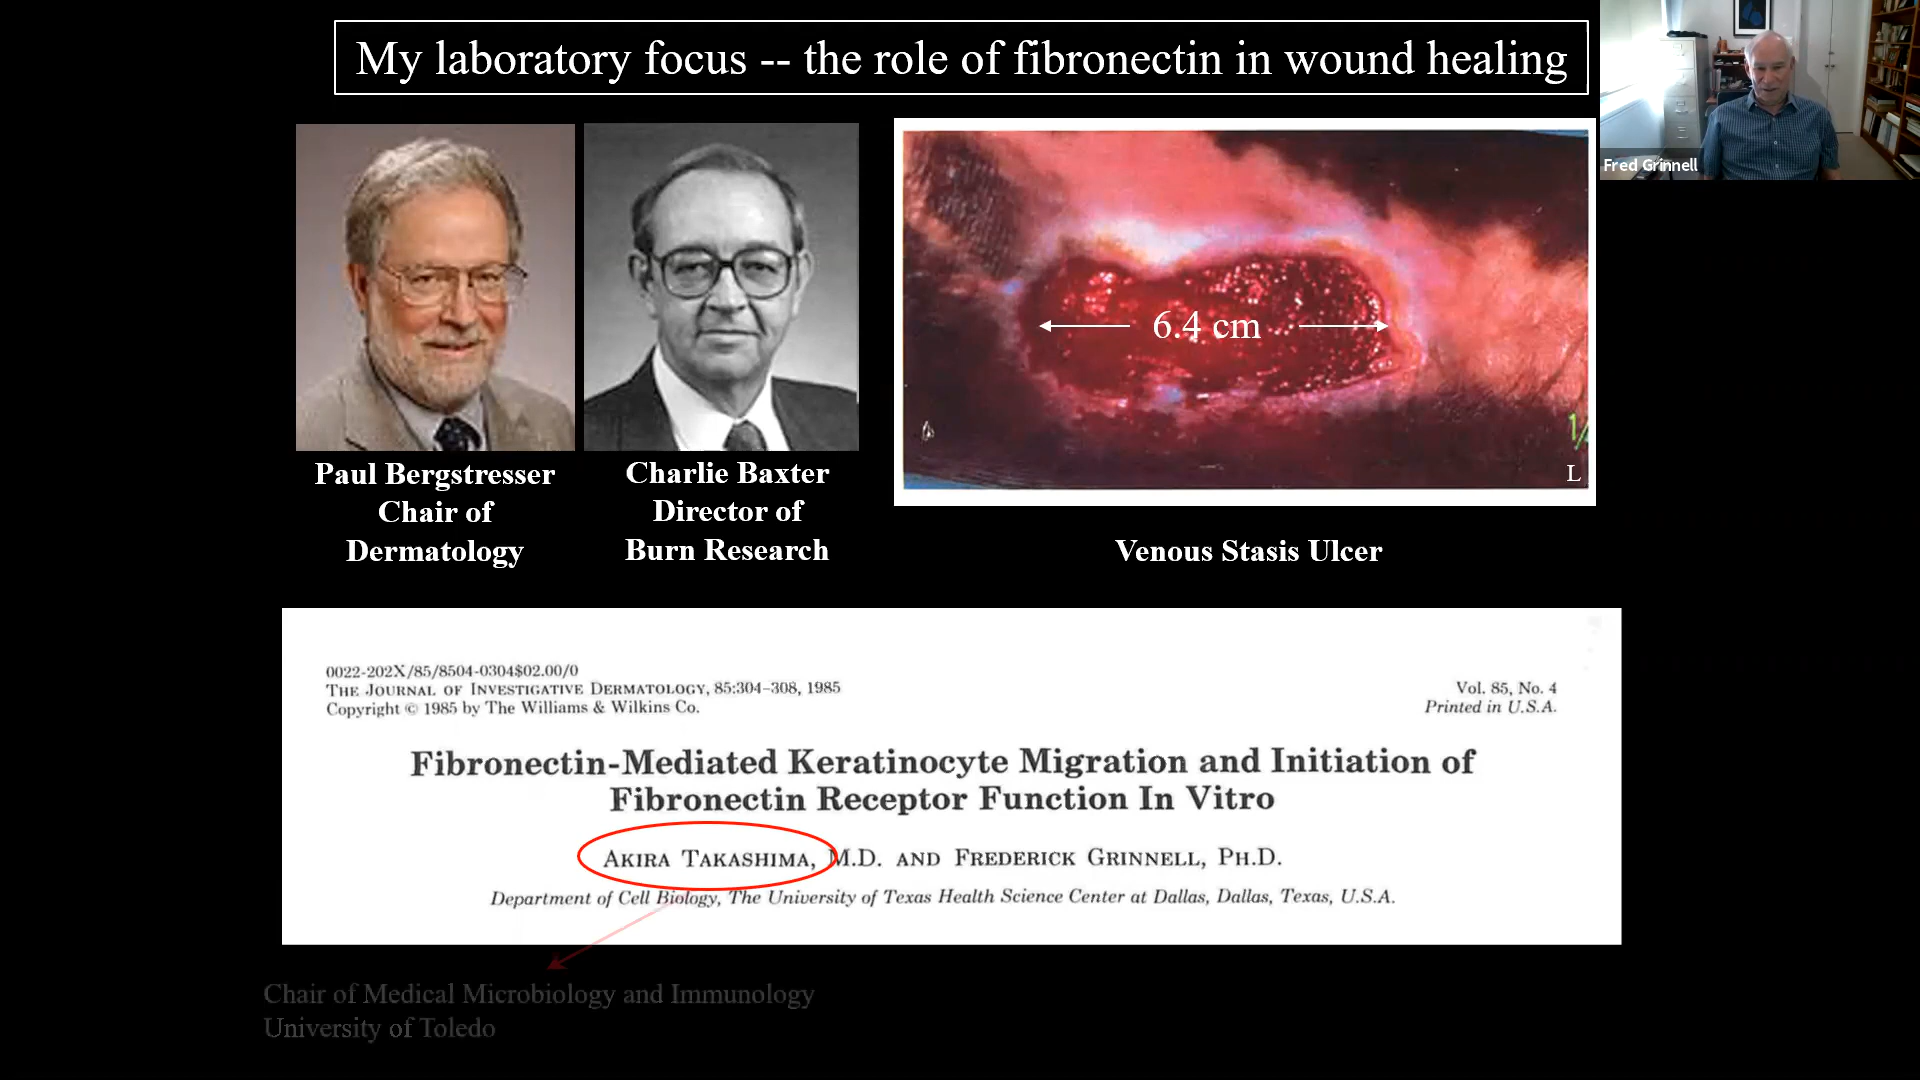 My laboratory focus -- the role of fibronectin in wound healing
Fred Grinnell
6.4 cm
L
Paul Bergstresser
Chair of
Dermatology
Charlie Baxter
Director of
Burn Research
Venous Stasis Ulcer
0022-202X/85/8504-0304$02.00/0
THE JOURNAL OF INVESTIGATIVE DERMATOLOGY, 85:304-308, 1985
Copyright © 1985 by The Williams & Wilkins Co.
Vol. 85, No. 4
Printed in U.S.A.
Fibronectin-Mediated Keratinocyte Migration and Initiation of
Fibronectin Receptor Function In Vitro
AKIRA TAKASHIMA, M.D. AND FREDERICK GRINNELL, PH.D.
Department of Cell Biology, The University of Texas Health Science Center at Dallas, Dallas, Texas, U.S.A.
Chair of Medical Microbiology and Immunology
University of Toledo